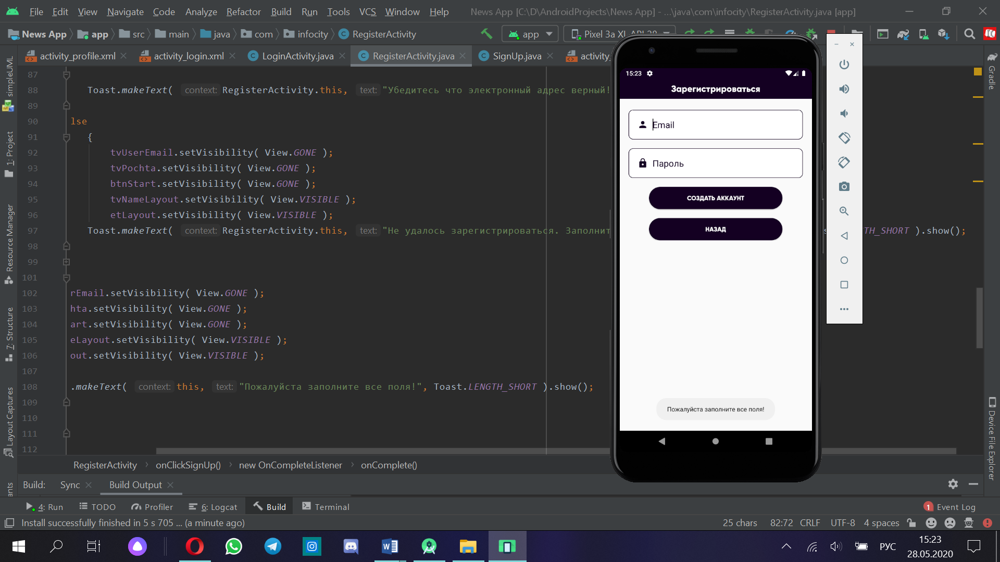 File Edit View Navigate Code Analyze Refactor Build Run Tools VCS Window Help News App [C:\D\AndroidProjects\News App] - ...\java\com\infocity\RegisterActivity.java [app]
News App app src main java com infocity RegisterActivity app Pixel 3a XL API 28
activity_profile.xml activity_login.xml LoginActivity.java RegisterActivity.java SignUp.java activity_
simpleUML
1: Project
Resource Manager
7: Structure
Layout Captures
87
88 Toast.makeText( context: RegisterActivity.this, text: "Убедитесь что электронный адрес верный!
89
90 lse
91 {
92 tvUserEmail.setVisibility( View.GONE );
93 tvPochta.setVisibility( View.GONE );
94 btnStart.setVisibility( View.GONE );
95 tvNameLayout.setVisibility( View.VISIBLE );
96 etLayout.setVisibility( View.VISIBLE );
97 Toast.makeText( context: RegisterActivity.this, text: "Не удалось зарегистрироваться. Заполнит TH_SHORT ).show();
98
99
101
102 rEmail.setVisibility( View.GONE );
103 hta.setVisibility( View.GONE );
104 art.setVisibility( View.GONE );
105 eLayout.setVisibility( View.VISIBLE );
106 out.setVisibility( View.VISIBLE );
107
108 .makeText( context: this, text: "Пожалуйста заполните все поля!", Toast.LENGTH_SHORT ).show();
109
110
111
112
15:23
Зарегистрироваться
Email
Пароль
СОЗДАТЬ АККАУНТ
НАЗАД
Пожалуйста заполните все поля!
Gradle
Device File Explorer
RegisterActivity onClickSignUp() new OnCompleteListener onComplete()
Build: Sync Build Output
ants
4: Run TODO Profiler 6: Logcat Build Terminal 1 Event Log
Install successfully finished in 5 s 705 ... (a minute ago) 25 chars 82:72 CRLF UTF-8 4 spaces
РУС 15:23
28.05.2020